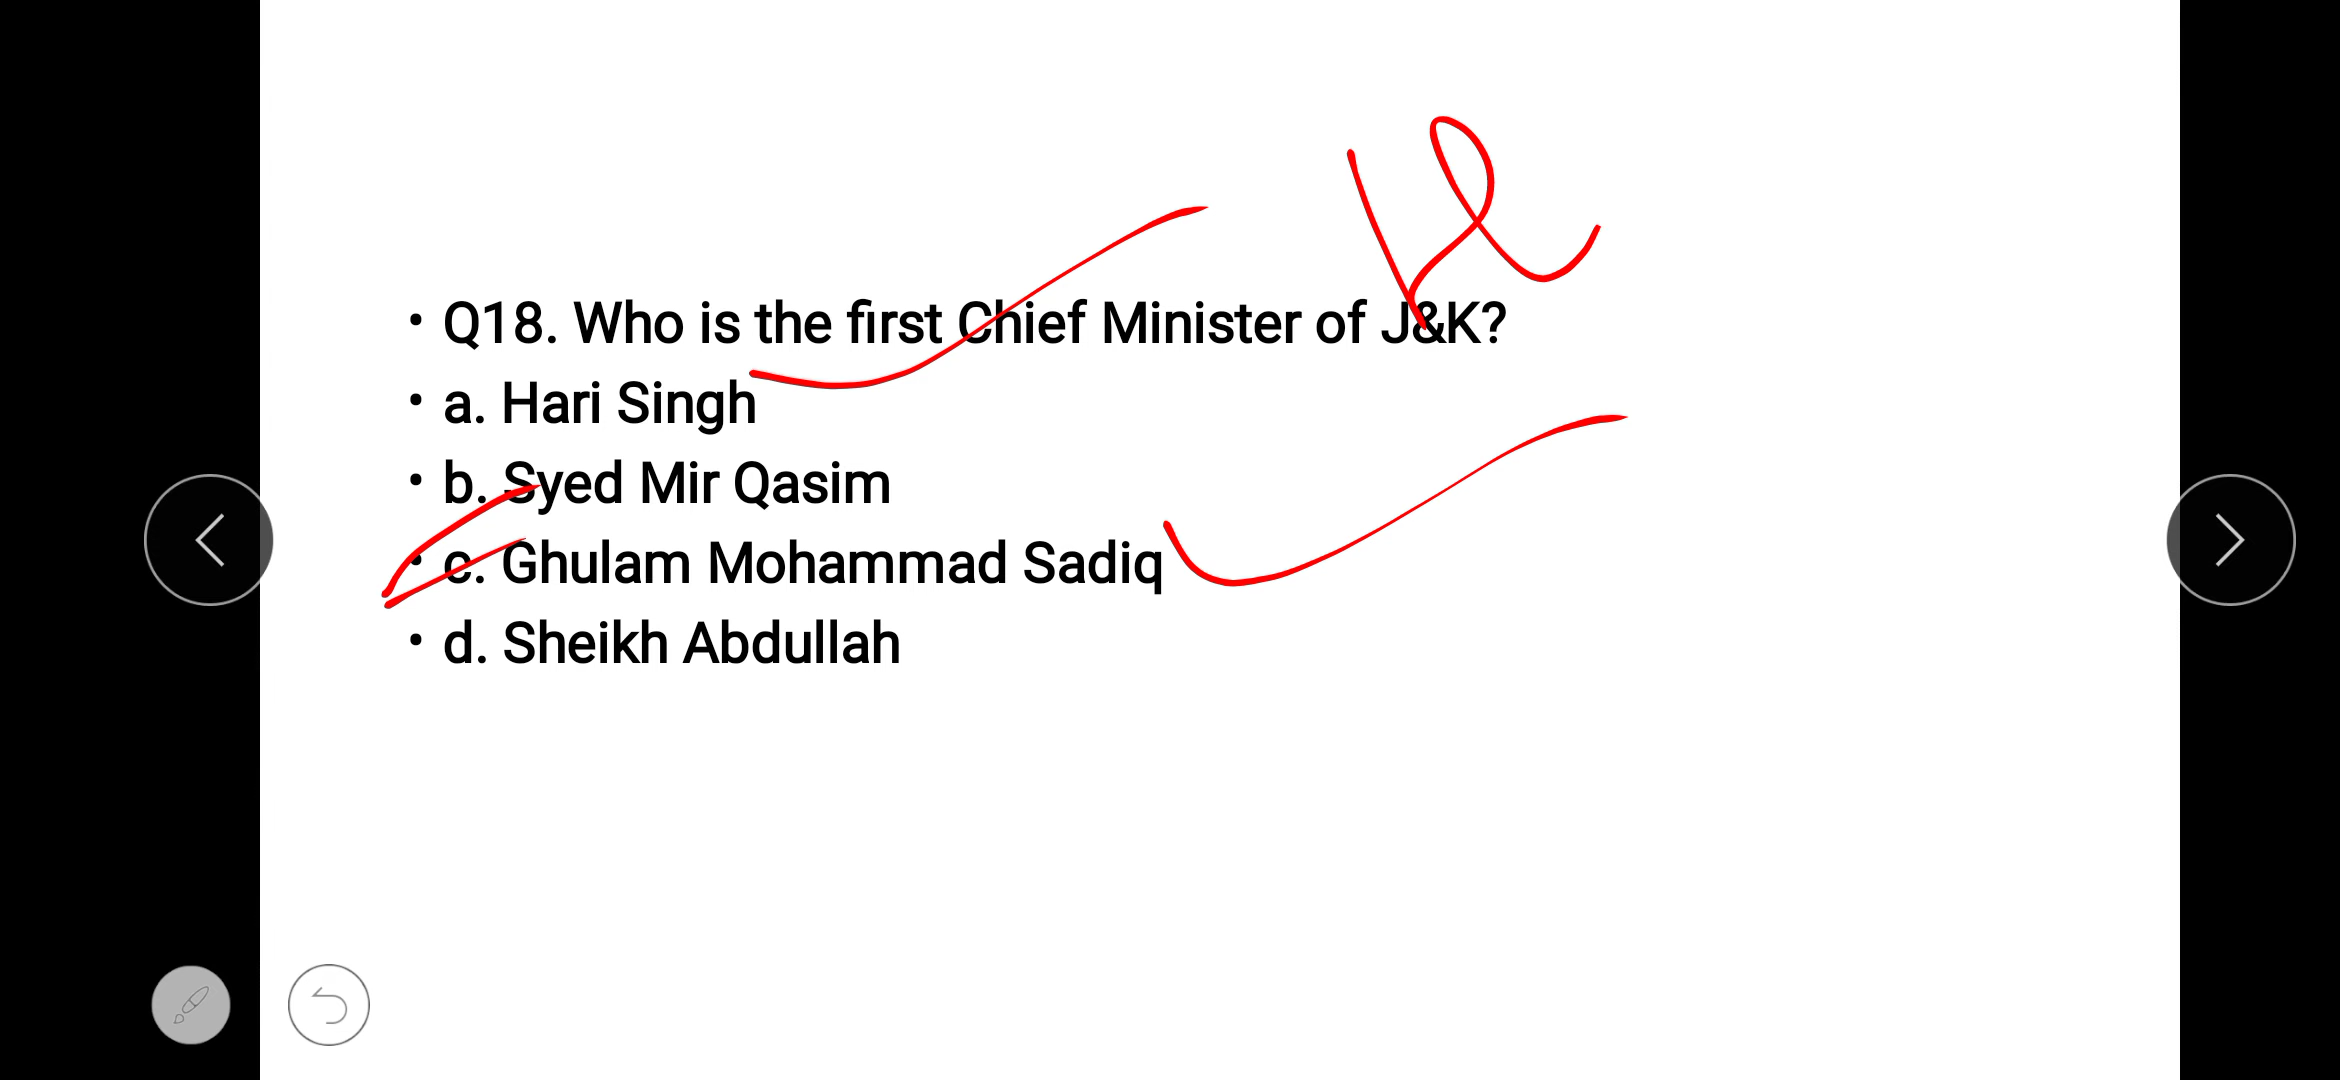 • Q18. Who is the first Chief Minister of J&K?
• a. Hari Singh
• b. Syed Mir Qasim
• c. Ghulam Mohammad Sadiq
• d. Sheikh Abdullah